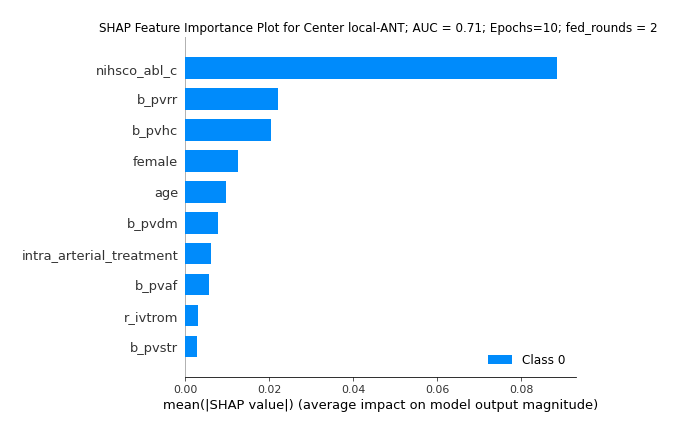 SHAP Feature Importance Plot for Center local-ANT; AUC = 0.71; Epochs=10; fed_rounds = 2
nihsco_abl_c
b_pvrr
b_pvhc
female
age
b_pvdm
intra_arterial_treatment
b_pvaf
r_ivtrom
b_pvstr
Class 0
0.00 0.02 0.04 0.06 0.08
mean(|SHAP value|) (average impact on model output magnitude)